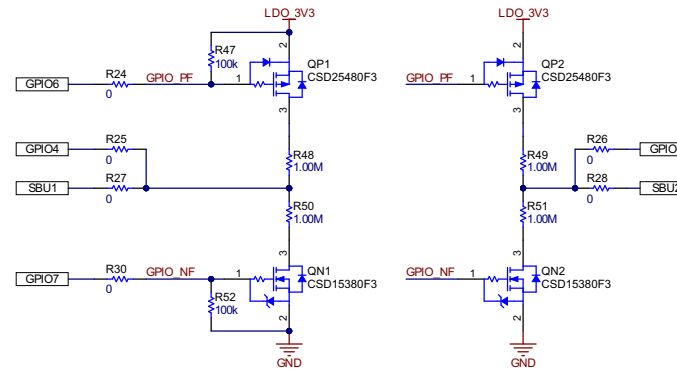 LDO_3V3
LDO_3V3
R47
100k
2
QP1
CSD25480F3
2
QP2
CSD25480F3
GPIO6
R24
0
GPIO_PF
1
GPIO_PF
1
3
3
GPIO4
R25
0
R48
1.00M
R49
1.00M
R26
0
GPIO
SBU1
R27
0
R28
0
SBU2
R50
1.00M
R51
1.00M
3
3
GPIO7
R30
0
GPIO_NF
1
QN1
CSD15380F3
GPIO_NF
1
QN2
CSD15380F3
R52
100k
2
2
GND
GND